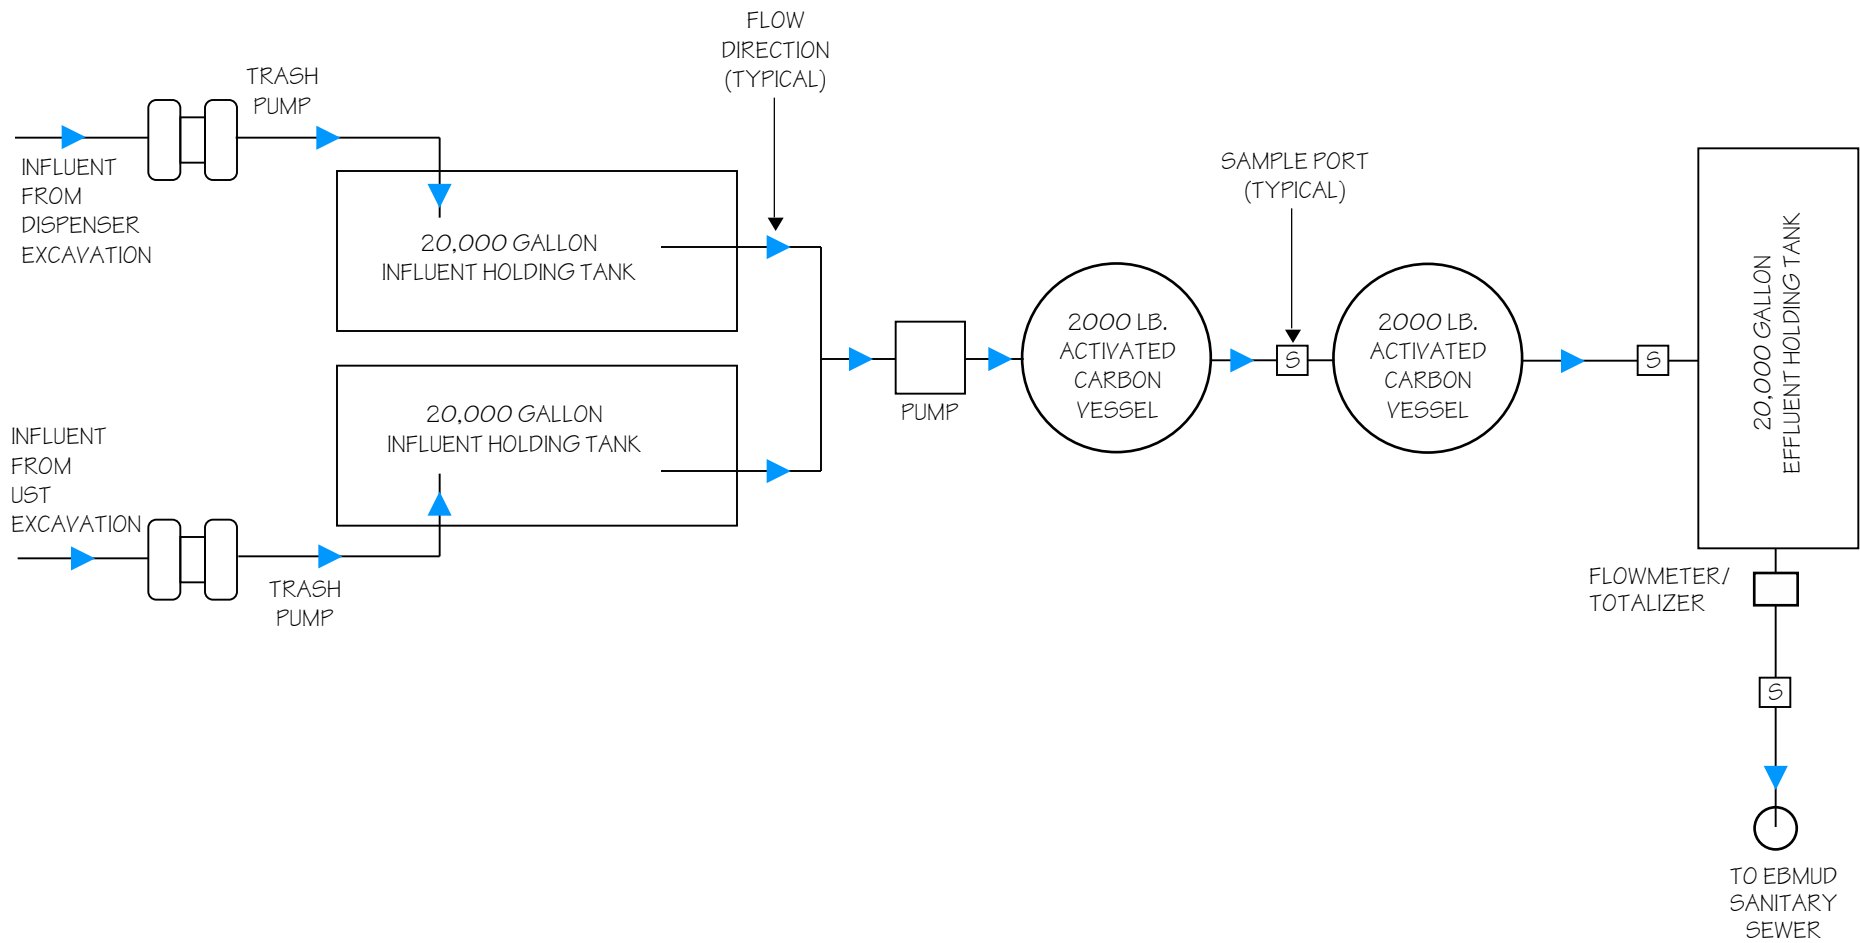 FLOW
DIRECTION
(TYPICAL)
TRASH
PUMP
INFLUENT
FROM
DISPENSER
EXCAVATION
20,000 GALLON
INFLUENT HOLDING TANK
SAMPLE PORT
(TYPICAL)
2000 LB.
ACTIVATED
CARBON
VESSEL
S
2000 LB.
ACTIVATED
CARBON
VESSEL
S
20,000 GALLON
EFFLUENT HOLDING TANK
PUMP
20,000 GALLON
INFLUENT HOLDING TANK
INFLUENT
FROM
UST
EXCAVATION
TRASH
PUMP
FLOWMETER/
TOTALIZER
S
TO EBMUD
SANITARY
SEWER